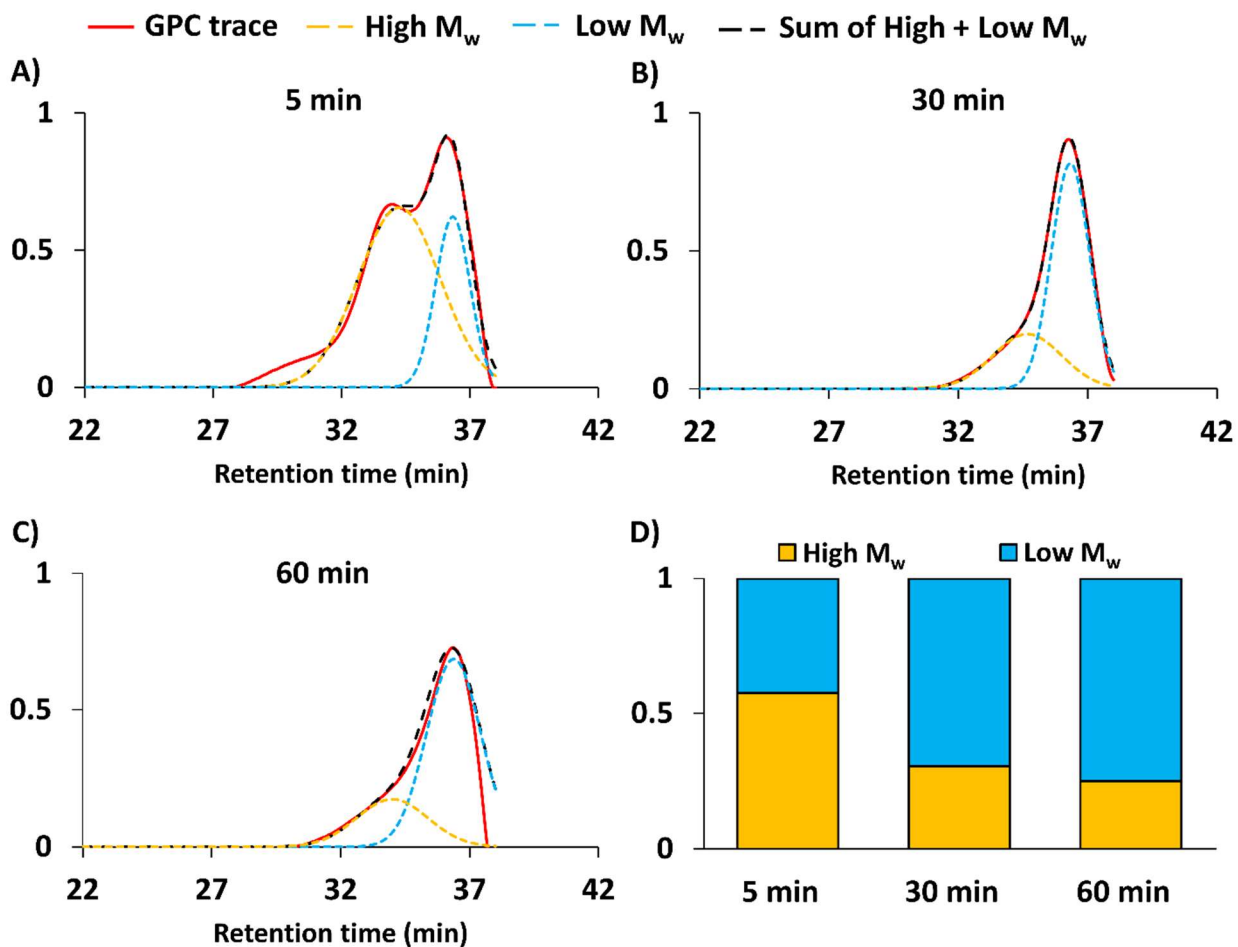 GPC trace High Mw Low Mw Sum of High + Low Mw
A)
5 min
1
0.5
0
22 27 32 37 42
Retention time (min)
B)
30 min
1
0.5
0
22 27 32 37 42
Retention time (min)
C)
60 min
1
0.5
0
22 27 32 37 42
Retention time (min)
D)
High Mw Low Mw
1
0.5
0
5 min 30 min 60 min